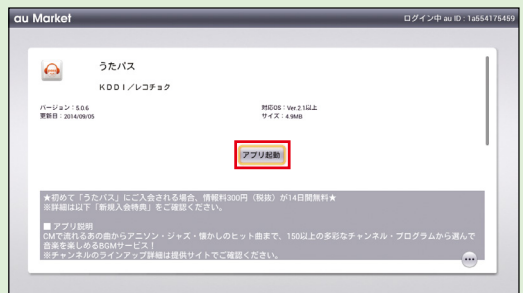 au Market
ログイン中 au ID : 1a554175459
うたパス
KDDI／レコチョク
バージョン：5.0.6
対応OS：Ver.2.1以上
更新日：2014/09/05
サイズ：4.9MB
アプリ起動
★初めて「うたパス」にご入会される場合、情報料300円（税抜）が14日間無料★
※詳細は以下「新規入会特典」をご確認ください。
■ アプリ説明
CMで流れるあの曲からアニソン・ジャズ・懐かしのヒット曲まで、150以上の多彩なチャンネル・プログラムから選んで
音楽を楽しめるBGMサービス！
※チャンネルのラインアップ詳細は提供サイトでご確認ください。